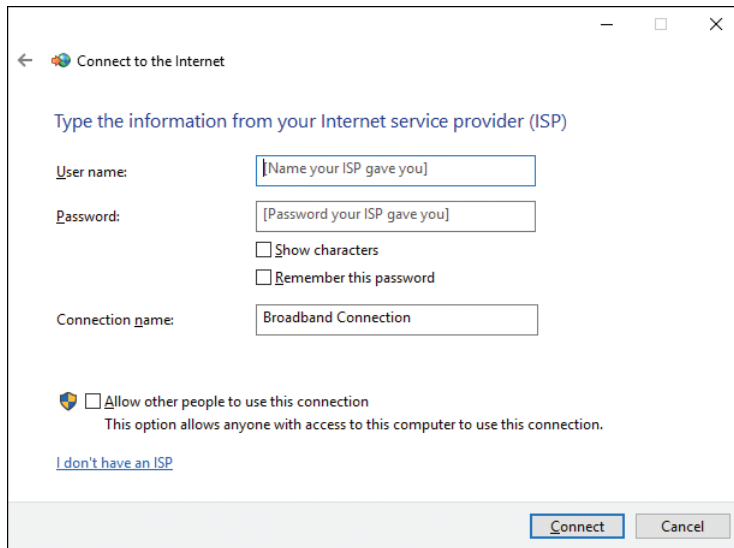 Connect to the Internet
Type the information from your Internet service provider (ISP)
User name:
[Name your ISP gave you]
Password:
[Password your ISP gave you]
Show characters
Remember this password
Connection name:
Broadband Connection
Allow other people to use this connection
This option allows anyone with access to this computer to use this connection.
I don't have an ISP
Connect Cancel